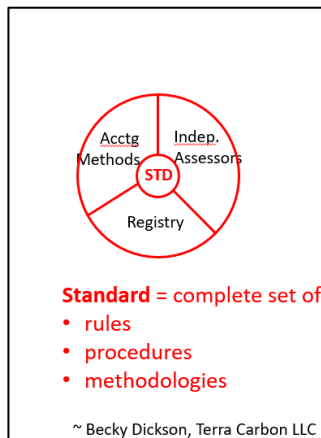 Acctg
Methods
Indep.
Assessors
STD
Registry
Standard = complete set of
• rules
• procedures
• methodologies
~ Becky Dickson, Terra Carbon LLC